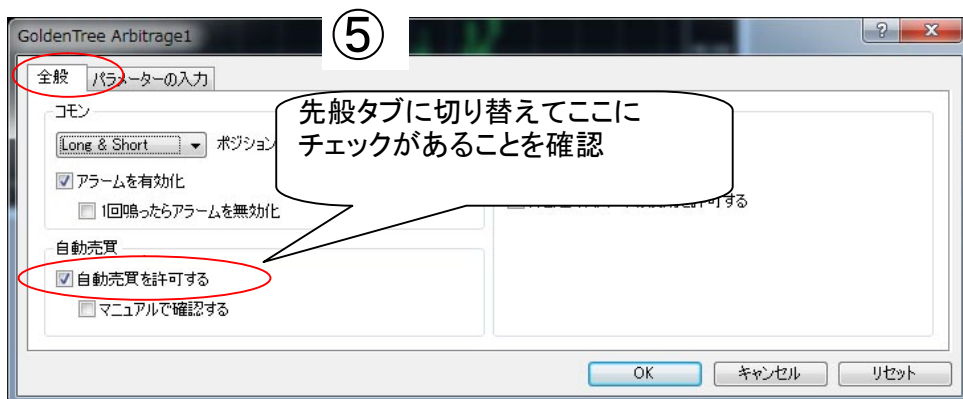 ⑤
GoldenTree Arbitrage1
全般 パラメーターの入力
先般タブに切り替えてここに
チェックがあることを確認
コモン
Long & Short ポジション
アラームを有効化
1回鳴ったらアラームを無効化
可する
自動売買
自動売買を許可する
マニュアルで確認する
OK キャンセル リセット